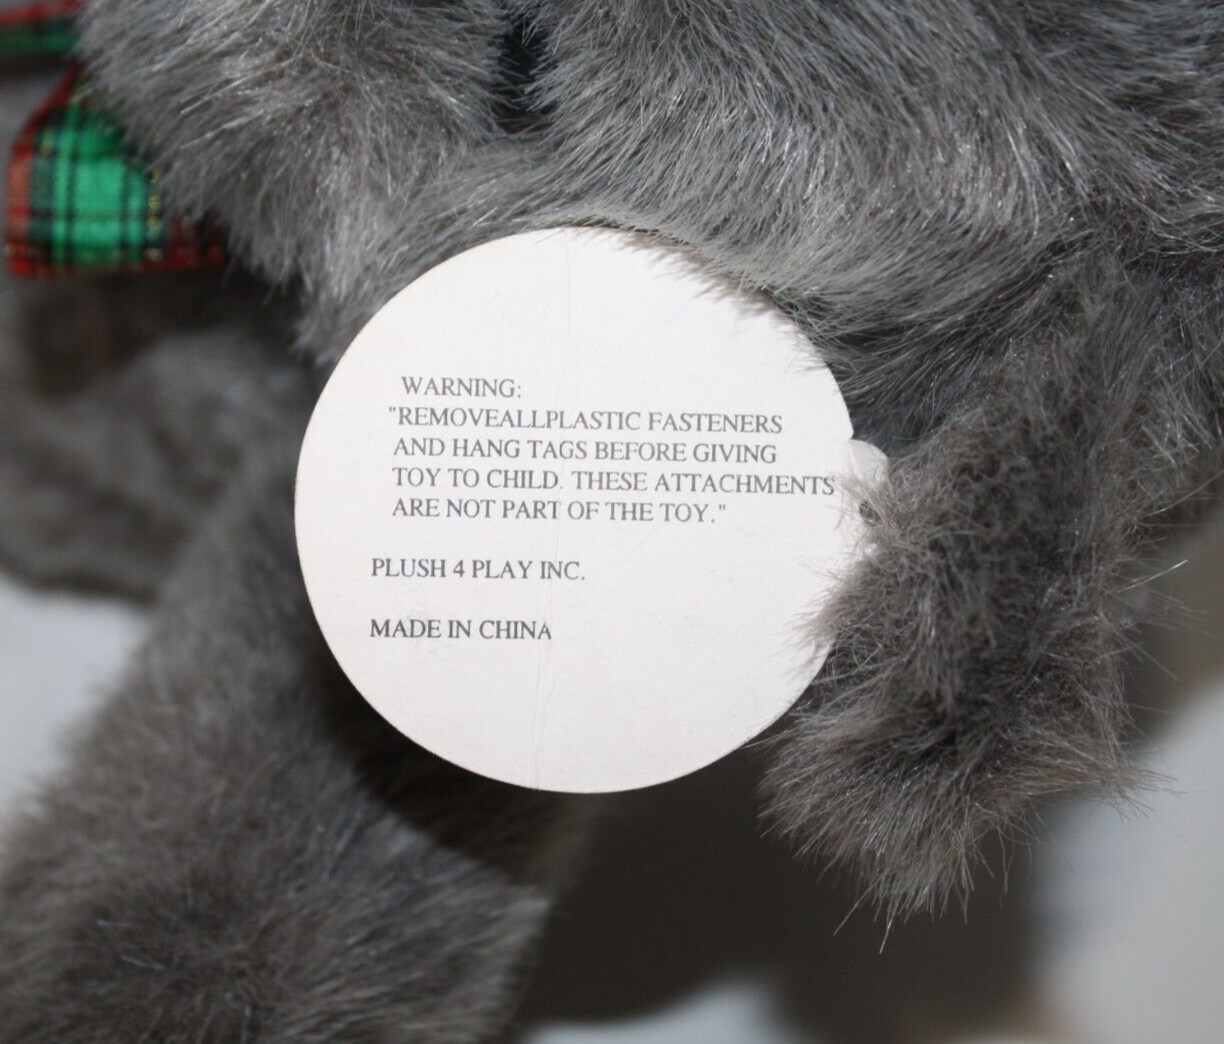 WARNING:
"REMOVEALLPLASTIC FASTENERS
AND HANG TAGS BEFORE GIVING
TOY TO CHILD. THESE ATTACHMENTS
ARE NOT PART OF THE TOY."
PLUSH 4 PLAY INC.
MADE IN CHINA